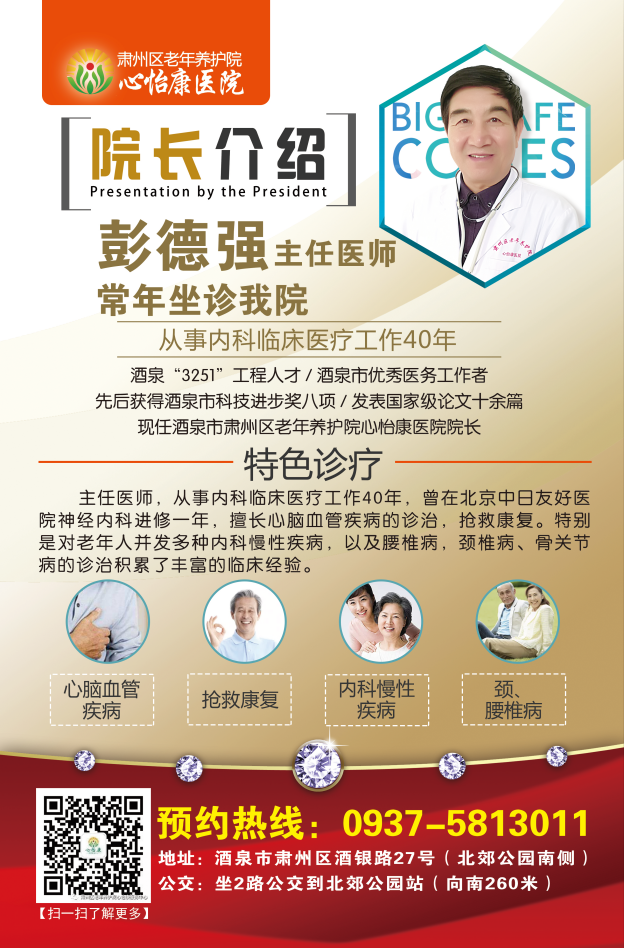 肃州区老年养护院
心怡康医院
院长介绍
Presentation by the President
BIG AFE
CO ES
彭德强主任医师
常年坐诊我院
从事内科临床医疗工作40年
酒泉“3251”工程人才 / 酒泉市优秀医务工作者
先后获得酒泉市科技进步奖八项 / 发表国家级论文十余篇
现任酒泉市肃州区老年养护院心怡康医院院长
特色诊疗
主任医师，从事内科临床医疗工作40年，曾在北京中日友好医
院神经内科进修一年，擅长心脑血管疾病的诊治，抢救康复。特别
是对老年人并发多种内科慢性疾病，以及腰椎病，颈椎病、骨关节
病的诊治积累了丰富的临床经验。
心脑血管
疾病
抢救康复
内科慢性
疾病
颈、
腰椎病
预约热线：0937-5813011
地址：酒泉市肃州区酒银路27号（北郊公园南侧）
公交：坐2路公交到北郊公园站（向南260米）
【扫一扫了解更多】